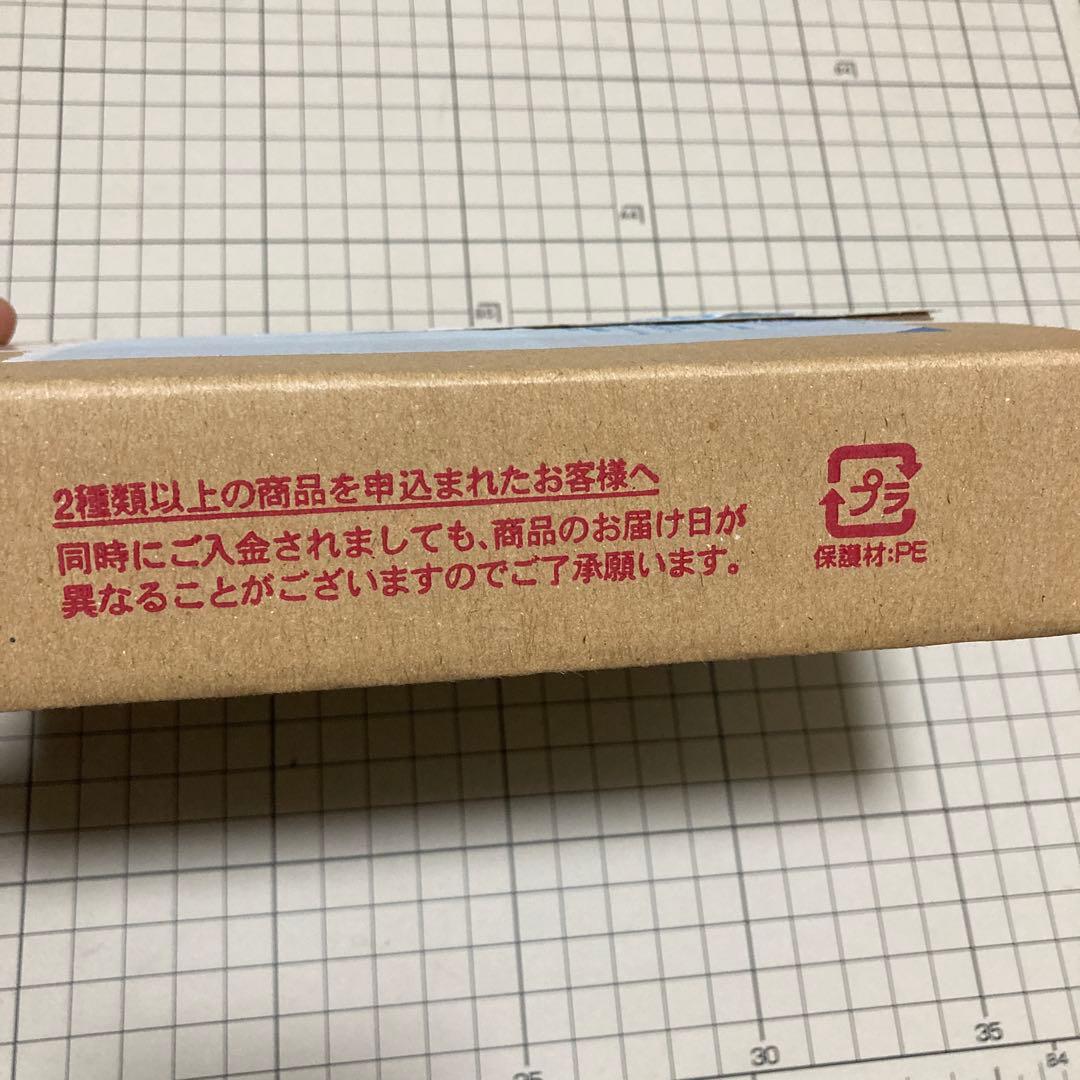 2種類以上の商品を申込まれたお客様へ
同時にご入金されましても、商品のお届け日が
異なることがございますのでご了承願います。
プラ
保護材:PE
25
30
35
B4